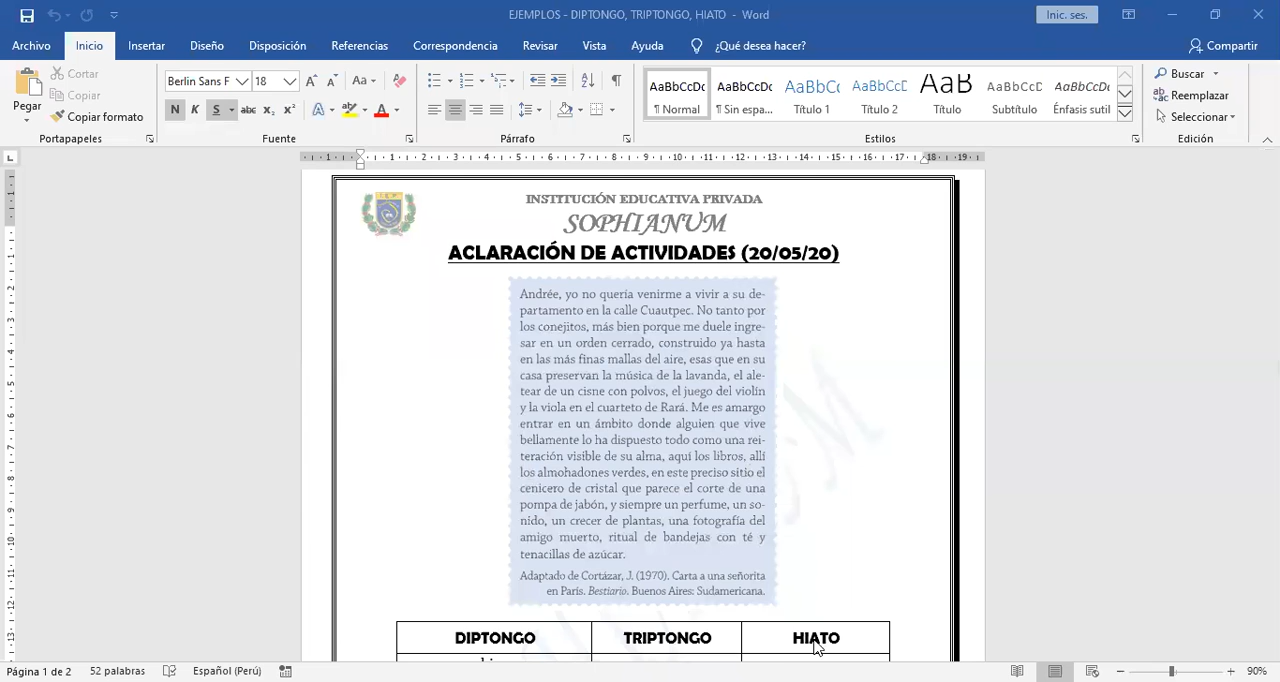 EJEMPLOS - DIPTONGO, TRIPTONGO, HIATO - Word
Inic. ses.
Archivo Inicio Insertar Diseño Disposición Referencias Correspondencia Revisar Vista Ayuda ¿Qué desea hacer? Compartir
Pegar
Cortar
Copiar
Copiar formato
Portapapeles
Berlin Sans F 18
N K S abc x₂ x²
Fuente
Párrafo
AaBbCcDc AaBbCcDc AaBbCc AaBbCcD AaB AaBbCcD AaBbCcDc
¶ Normal ¶ Sin espa... Título 1 Título 2 Título Subtítulo Énfasis sutil
Estilos
Buscar
Reemplazar
Seleccionar
Edición
INSTITUCIÓN EDUCATIVA PRIVADA
SOPHIANUM
ACLARACIÓN DE ACTIVIDADES (20/05/20)
Andrée, yo no quería venirme a vivir a su de-
partamento en la calle Cuautpec. No tanto por
los conejitos, más bien porque me duele ingre-
sar en un orden cerrado, construido ya hasta
en las más finas mallas del aire, esas que en su
casa preservan la música de la lavanda, el ale-
tear de un cisne con polvos, el juego del violín
y la viola en el cuarteto de Rará. Me es amargo
entrar en un ámbito donde alguien que vive
bellamente lo ha dispuesto todo como una rei-
teración visible de su alma, aquí los libros, allí
los almohadones verdes, en este preciso sitio el
cenicero de cristal que parece el corte de una
pompa de jabón, y siempre un perfume, un so-
nido, un crecer de plantas, una fotografía del
amigo muerto, ritual de bandejas con té y
tenacillas de azúcar.
Adaptado de Cortázar, J. (1970). Carta a una señorita
en París. Bestiario. Buenos Aires: Sudamericana.
DIPTONGO TRIPTONGO HIATO
Página 1 de 2 52 palabras Español (Perú) 90%